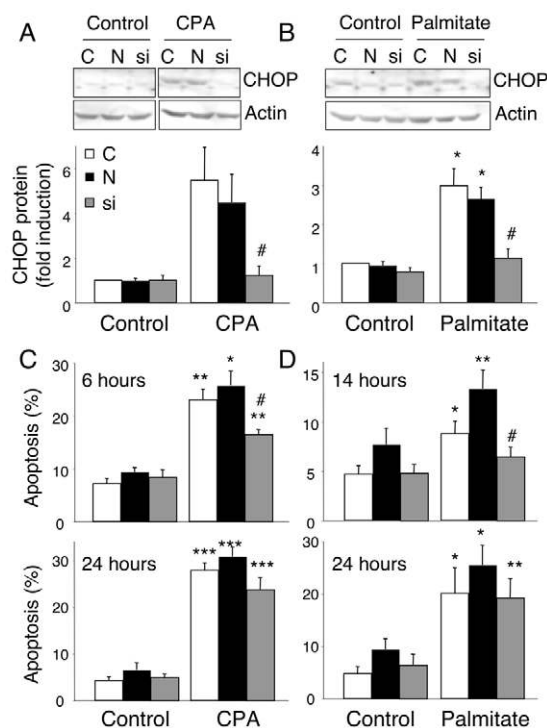 A
Control
CPA
C N si C N si
CHOP
Actin
CHOP protein
(fold induction)
6
4
2
0
C
N
si
#
Control
CPA
B
Control
Palmitate
C N si C N si
CHOP
Actin
4
3
2
1
0
* *
#
Control
Palmitate
C
6 hours
Apoptosis (%)
30
20
10
0
** * #
**
24 hours
Apoptosis (%)
30
20
10
0
*** *** ***
Control
CPA
D
14 hours
15
10
5
0
* ** #
24 hours
30
20
10
0
* * **
Control
Palmitate